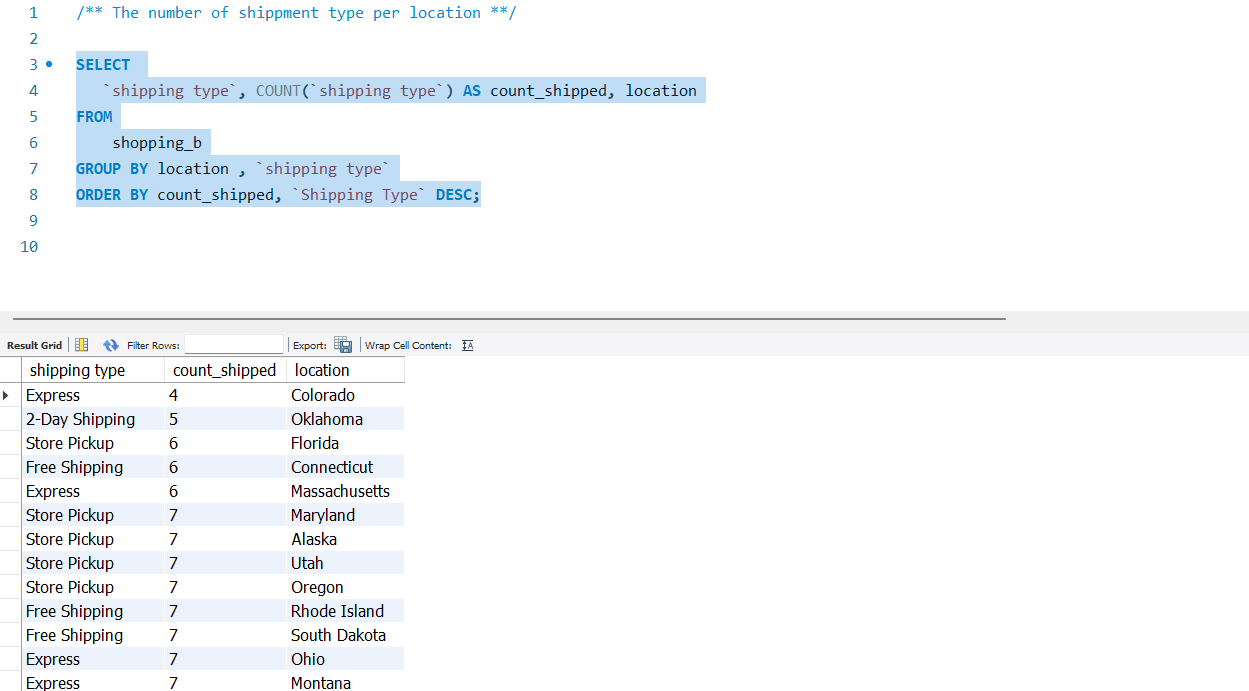 1 /** The number of shippment type per location **/
2
3 SELECT
4 `shipping type`, COUNT(`shipping type`) AS count_shipped, location
5 FROM
6 shopping_b
7 GROUP BY location , `shipping type`
8 ORDER BY count_shipped, `Shipping Type` DESC;
9
10
Result Grid Filter Rows: Export: Wrap Cell Content: IA
shipping type count_shipped location
Express 4 Colorado
2-Day Shipping 5 Oklahoma
Store Pickup 6 Florida
Free Shipping 6 Connecticut
Express 6 Massachusetts
Store Pickup 7 Maryland
Store Pickup 7 Alaska
Store Pickup 7 Utah
Store Pickup 7 Oregon
Free Shipping 7 Rhode Island
Free Shipping 7 South Dakota
Express 7 Ohio
Express 7 Montana